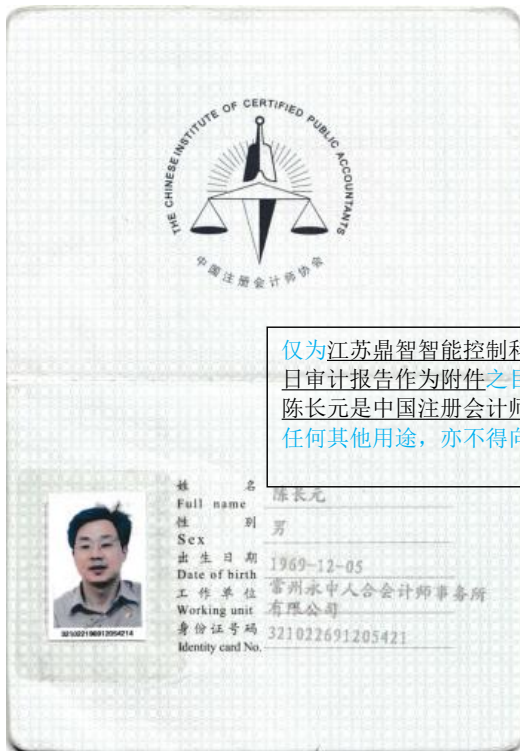 THE CHINESE INSTITUTE OF CERTIFIED PUBLIC ACCOUNTANTS
中国注册会计师协会
仅为江苏鼎智智能控制科
日审计报告作为附件之目
陈长元是中国注册会计师
任何其他用途，亦不得向
姓 名
Full name
陈长元
性 别
Sex
男
出生日期
Date of birth
1969-12-05
工作单位
Working unit
常州永申人合会计师事务所
有限公司
身份证号码
Identity card No.
321022691205421
321022196912054214